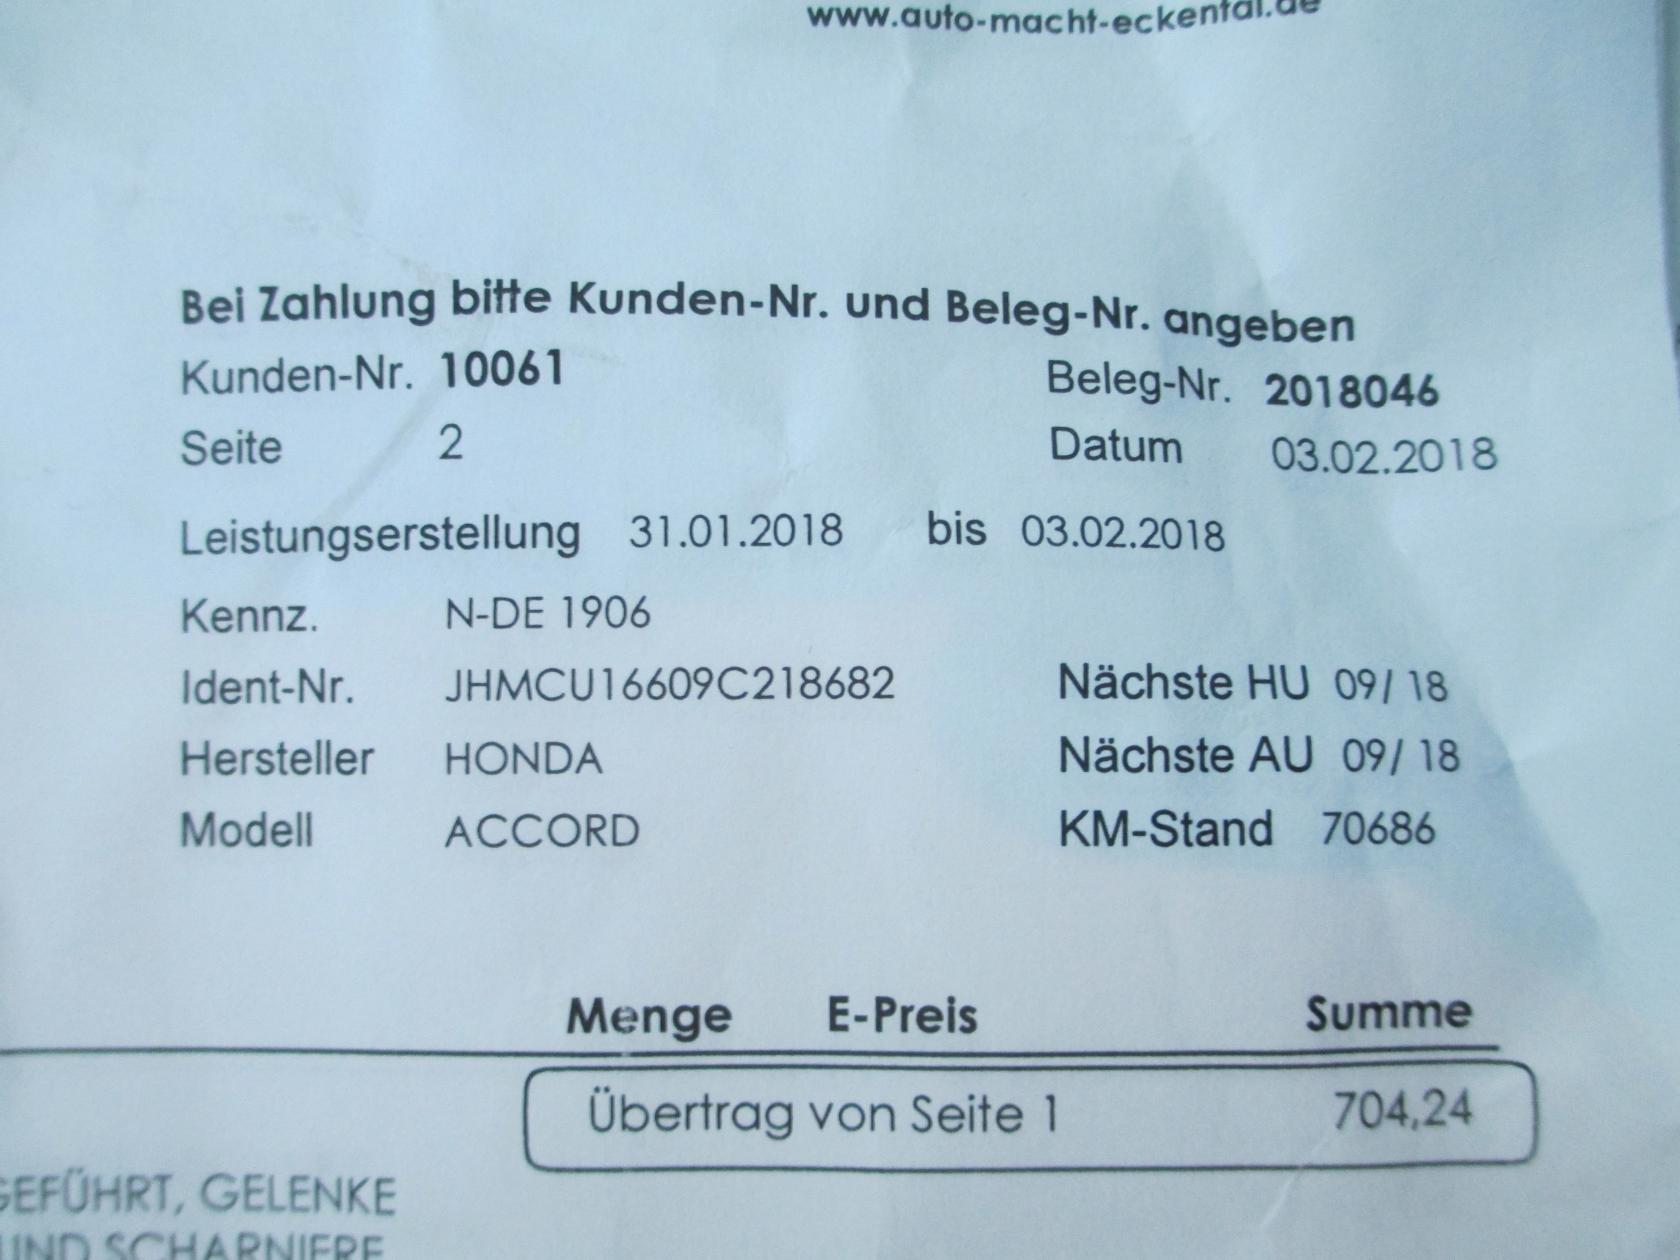 www.auto-macht-eckental.de
Bei Zahlung bitte Kunden-Nr. und Beleg-Nr. angeben
Kunden-Nr. 10061 Beleg-Nr. 2018046
Seite 2 Datum 03.02.2018
Leistungserstellung 31.01.2018 bis 03.02.2018
Kennz. N-DE 1906
Ident-Nr. JHMCU16609C218682 Nächste HU 09/ 18
Hersteller HONDA Nächste AU 09/ 18
Modell ACCORD KM-Stand 70686
Menge E-Preis Summe
Übertrag von Seite 1 704,24
GEFÜHRT, GELENKE
UND SCHARNIERE